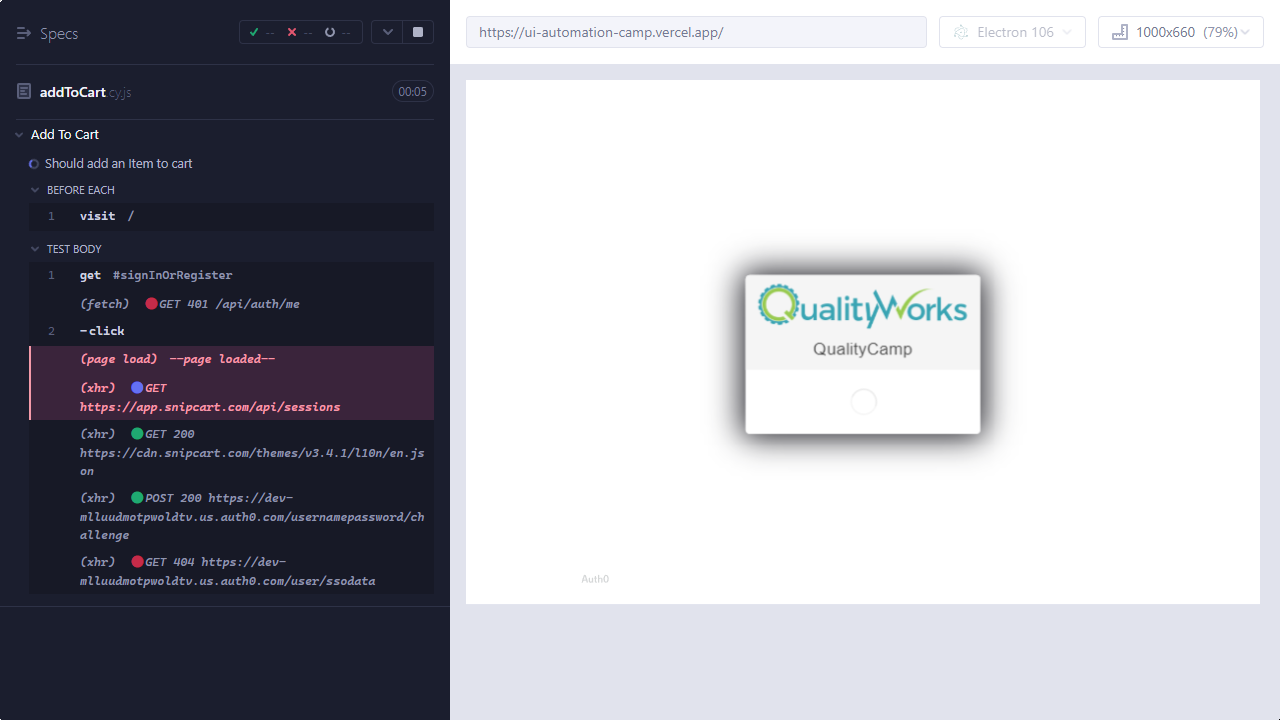 Specs
--
--
--
https://ui-automation-camp.vercel.app/
Electron 106
1000x660 (79%)
addToCart.cy.js
00:05
Add To Cart
Should add an Item to cart
BEFORE EACH
1 visit /
TEST BODY
1 get #signInOrRegister
(fetch) GET 401 /api/auth/me
2 -click
(page load) --page loaded--
(xhr) GET
https://app.snipcart.com/api/sessions
(xhr) GET 200
https://cdn.snipcart.com/themes/v3.4.1/l10n/en.js
on
(xhr) POST 200 https://dev-
mlluudmotpwoldtv.us.auth0.com/usernamepassword/ch
allenge
(xhr) GET 404 https://dev-
mlluudmotpwoldtv.us.auth0.com/user/ssodata
QualityWorks
QualityCamp
Auth0